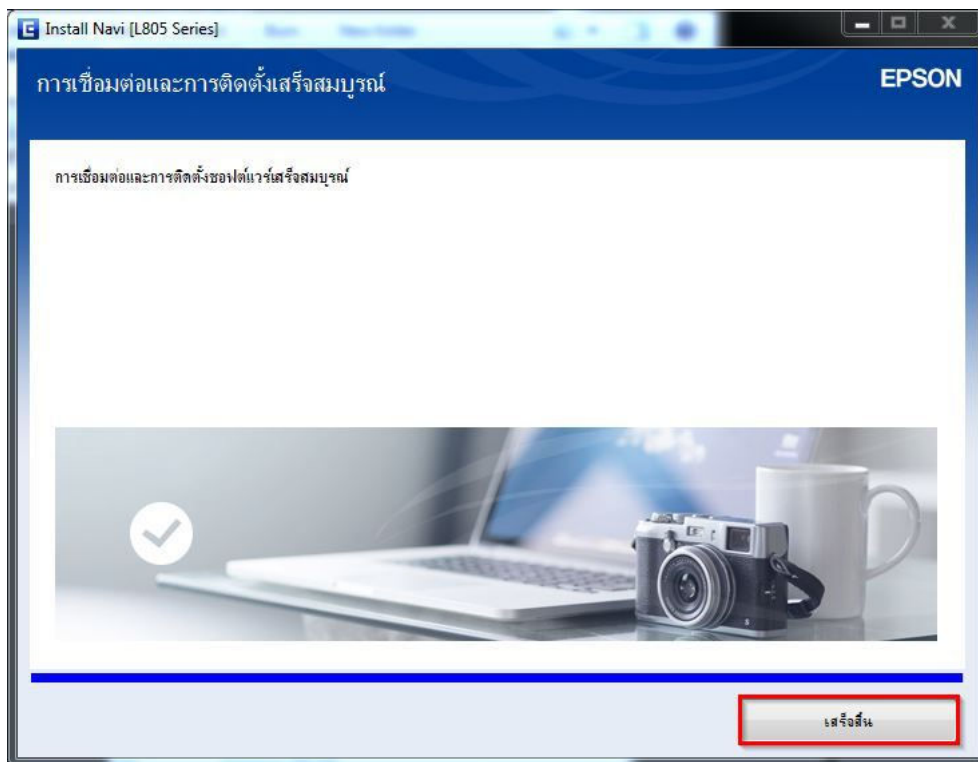 Install Navi [L805 Series]
การเชื่อมต่อและการติดตั้งเสร็จสมบูรณ์
EPSON
การเชื่อมต่อและการติดตั้งซอฟต์แวร์เสร็จสมบูรณ์
เสร็จสิ้น